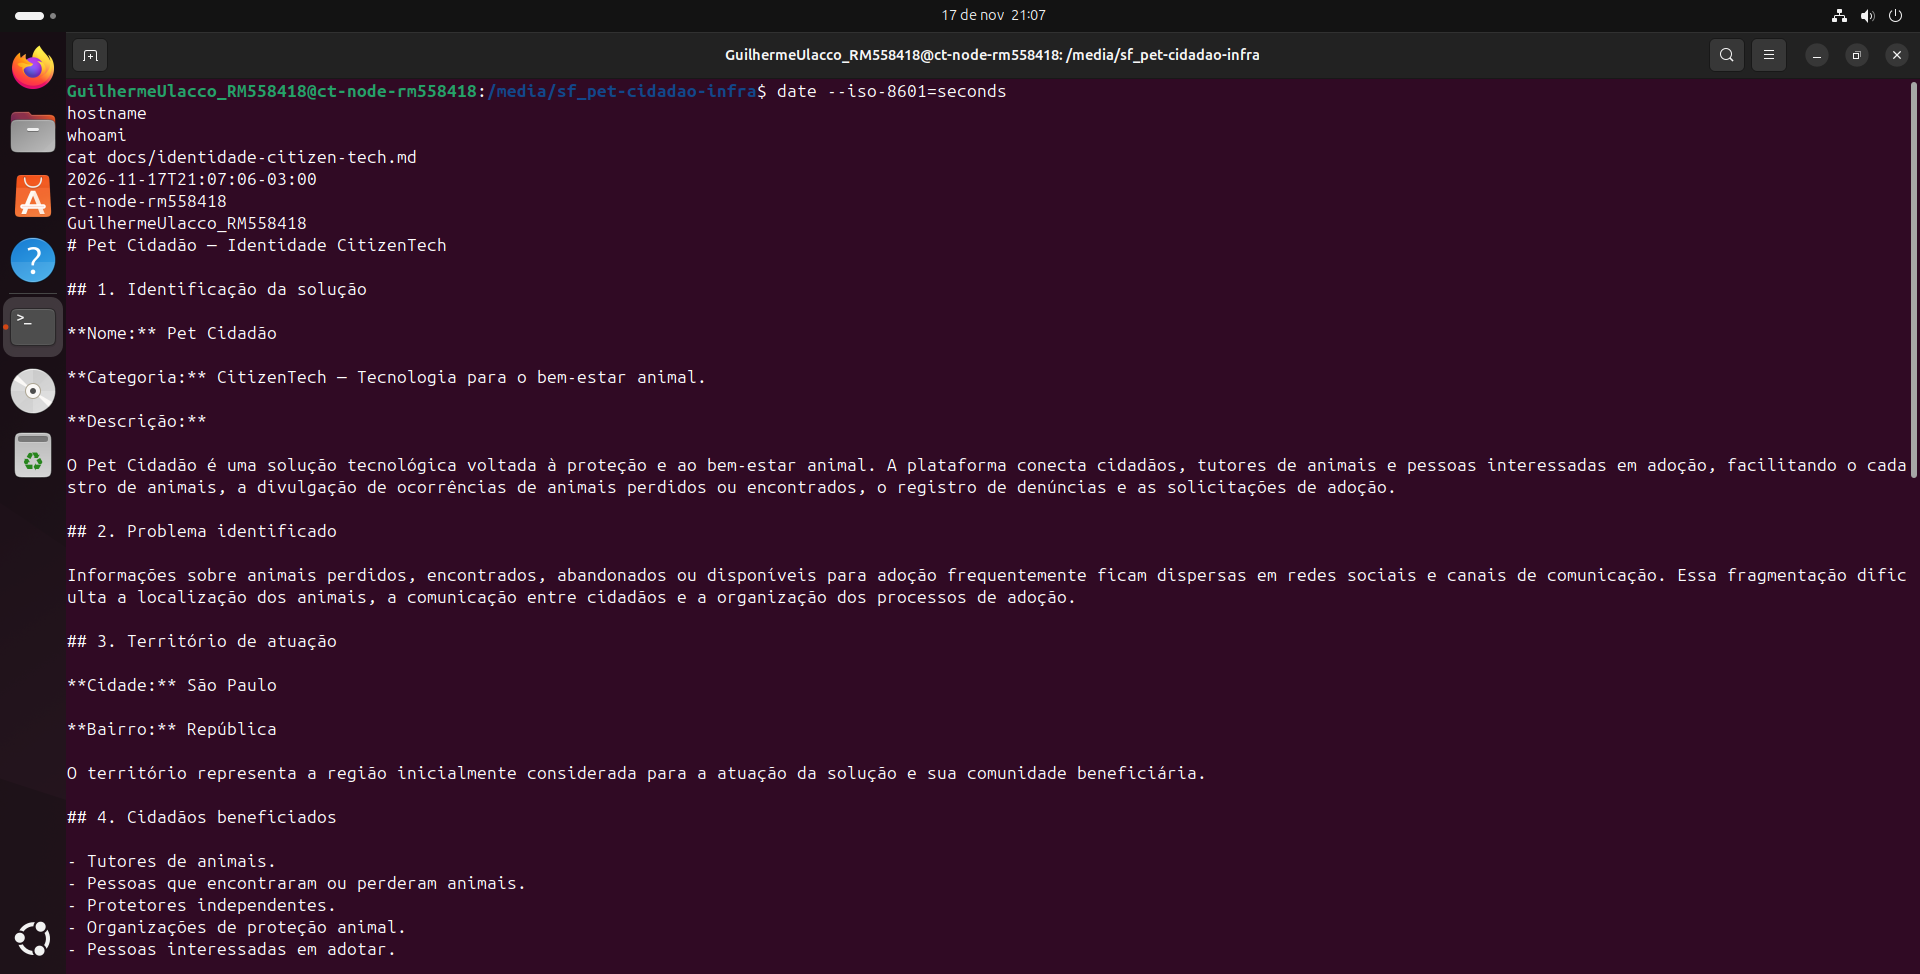 17 de nov 21:07
GuilhermeUlacco_RM558418@ct-node-rm558418: /media/sf_pet-cidadao-infra
GuilhermeUlacco_RM558418@ct-node-rm558418:/media/sf_pet-cidadao-infra$ date --iso-8601=seconds
hostname
whoami
cat docs/identidade-citizen-tech.md
2026-11-17T21:07:06-03:00
ct-node-rm558418
GuilhermeUlacco_RM558418
# Pet Cidadão — Identidade CitizenTech
## 1. Identificação da solução
**Nome:** Pet Cidadão
**Categoria:** CitizenTech — Tecnologia para o bem-estar animal.
**Descrição:**
O Pet Cidadão é uma solução tecnológica voltada à proteção e ao bem-estar animal. A plataforma conecta cidadãos, tutores de animais e pessoas interessadas em adoção, facilitando o cada
stro de animais, a divulgação de ocorrências de animais perdidos ou encontrados, o registro de denúncias e as solicitações de adoção.
## 2. Problema identificado
Informações sobre animais perdidos, encontrados, abandonados ou disponíveis para adoção frequentemente ficam dispersas em redes sociais e canais de comunicação. Essa fragmentação dific
ulta a localização dos animais, a comunicação entre cidadãos e a organização dos processos de adoção.
## 3. Território de atuação
**Cidade:** São Paulo
**Bairro:** República
O território representa a região inicialmente considerada para a atuação da solução e sua comunidade beneficiária.
## 4. Cidadãos beneficiados
- Tutores de animais.
- Pessoas que encontraram ou perderam animais.
- Protetores independentes.
- Organizações de proteção animal.
- Pessoas interessadas em adotar.